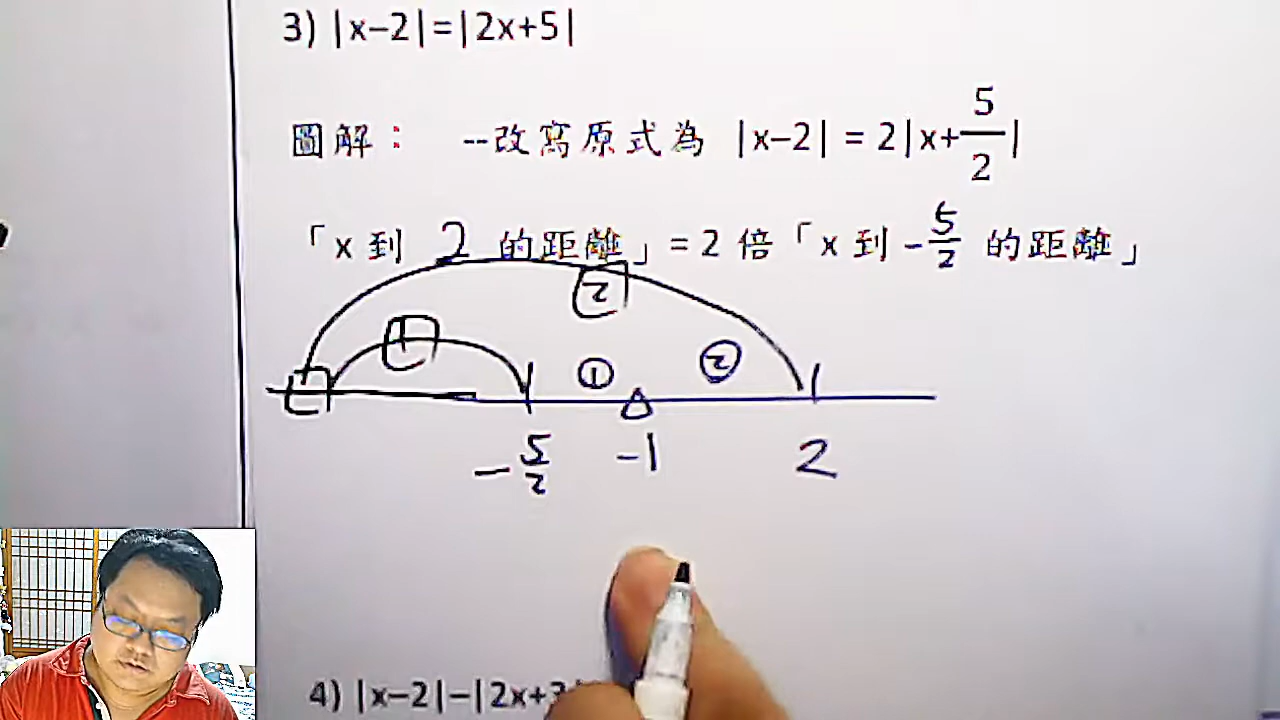 3) |x−2|=|2x+5|
圖解： --改寫原式為 |x−2| = 2|x+5/2|
「x到 2 的距離」=2倍「x到 -5/2 的距離」
2
1 ① ②
-5/2 -1 2
4) |x−2|−|2x+3